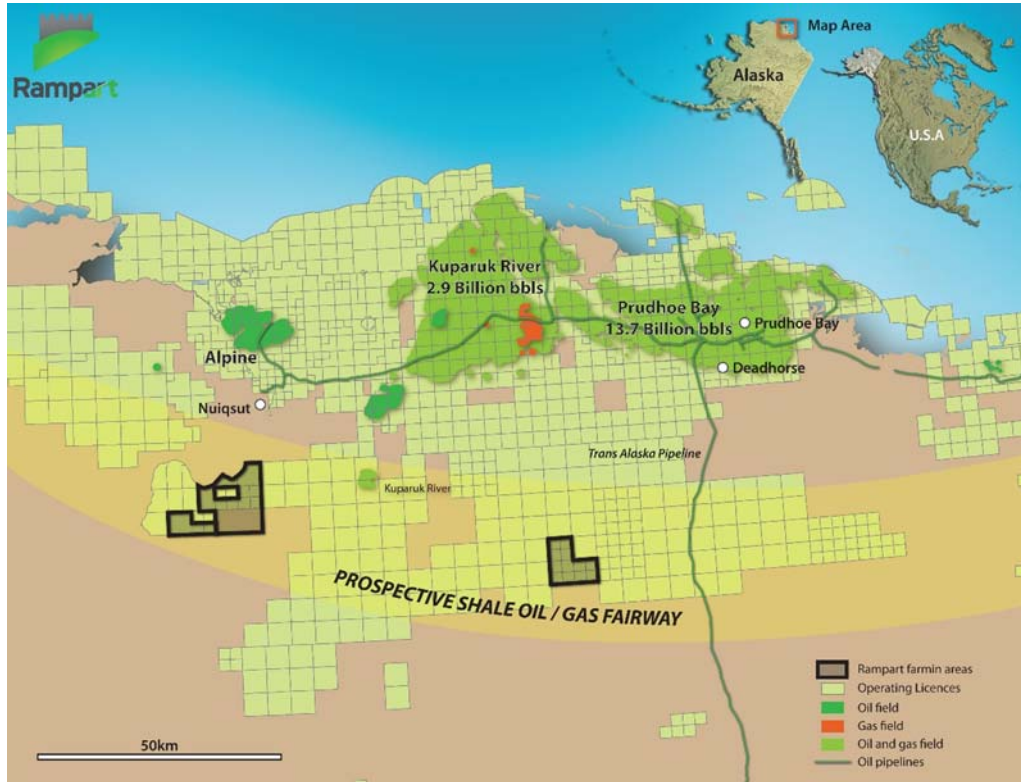 Rampart
Map Area
Alaska
U.S.A
Kuparuk River
2.9 Billion bbls
Prudhoe Bay
13.7 Billion bbls
Prudhoe Bay
Alpine
Deadhorse
Nuiqsut
Trans Alaska Pipeline
Kuparuk River
PROSPECTIVE SHALE OIL / GAS FAIRWAY
Rampart farmin areas
Operating Licences
Oil field
Gas field
Oil and gas field
Oil pipelines
50km